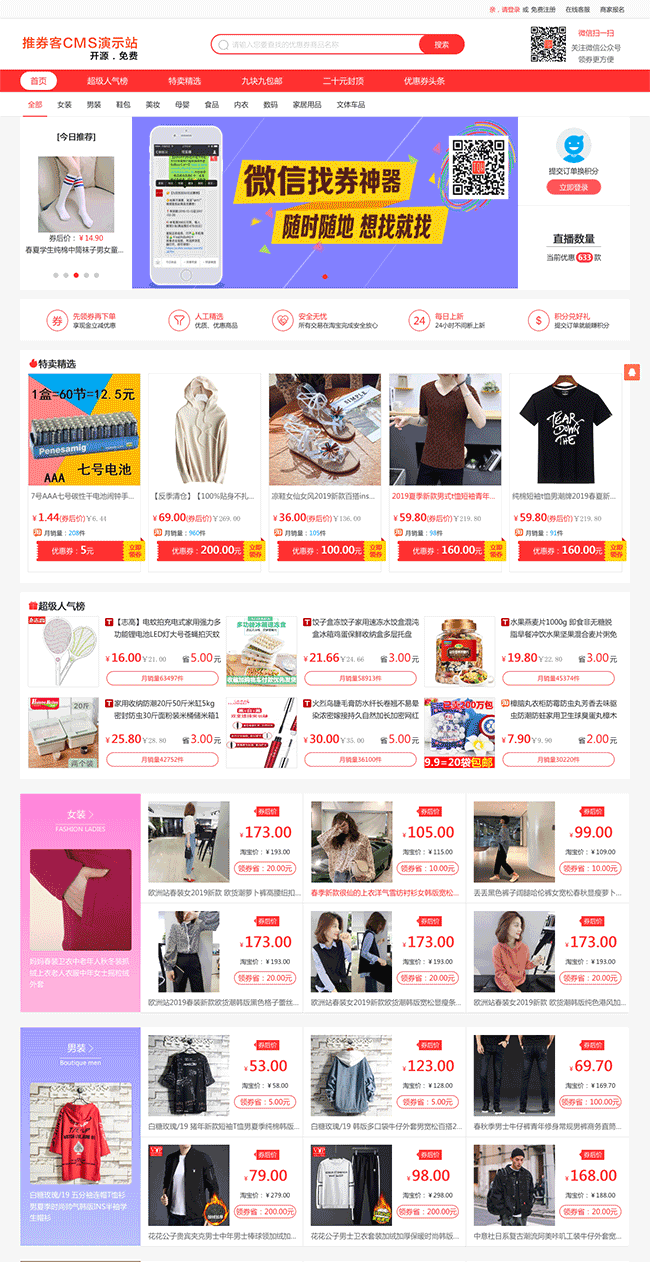 亲，请登录 或 免费注册 在线客服 商家报名
推券客CMS演示站
开源．免费
请输入您要查找的优惠券商品名称 搜索
微信扫一扫
关注微信公众号
领券更方便
首页 超级人气榜 特卖精选 九块九包邮 二十元封顶 优惠券头条
全部 女装 男装 鞋包 美妆 母婴 食品 内衣 数码 家居用品 文体车品
[今日推荐]
券后价：￥14.90
春夏学生纯棉中筒袜子男女童...
微信找券神器
随时随地 想找就找
提交订单换积分
立即登录
直播数量
当前优惠 633 款
券 先领券再下单
享现金立减优惠
人工精选
优质、优惠商品
安全无忧
所有交易在淘宝完成安全放心
24 每日上新
24小时不间断上新
$ 积分兑好礼
提交订单就能赚积分
特卖精选
1盒=60节=12.5元
Penesamig
AAA 七号电池
TEAR
DOWN
THE
7号AAA七号碳性干电池闹钟手...
【反季清仓】【100%贴身不扎...
凉鞋女仙女风2019新款百搭ins...
2019夏季新款男式t恤短袖青年...
纯棉短袖t恤男潮牌2019春夏新...
￥1.44(券后价)￥6.44
￥69.00(券后价)￥269.00
￥36.00(券后价)￥136.00
￥59.80(券后价)￥219.80
￥59.80(券后价)￥219.80
淘 月销量：208件
淘 月销量：960件
淘 月销量：105件
淘 月销量：98件
淘 月销量：91件
优惠券：5元 立即领券
优惠券：200.00元 立即领券
优惠券：100.00元 立即领券
优惠券：160.00元 立即领券
优惠券：160.00元 立即领券
超级人气榜
【志高】电蚊拍充电式家用强力多
功能锂电池LED灯大号苍蝇拍灭蚊
￥16.00￥21.00 省5.00元
月销量63497件
多功能冰箱速冻盒
饺子盒冻饺子家用速冻水饺盒混沌
盒冰箱鸡蛋保鲜收纳盒多层托盘
￥21.66￥24.66 省3.00元
月销量58913件
水果燕麦片1000g 即食非无糖脱
脂早餐冲饮水果坚果混合麦片粥免
￥19.80￥22.80 省3.00元
月销量45374件
20斤
两个装
家用收纳防潮20斤50斤米缸5kg
密封防虫30斤面粉装米桶储米箱1
￥25.80￥28.80 省3.00元
月销量42752件
火烈鸟睫毛膏防水纤长卷翘不晕
染浓密嫁接持久自然加长加密网红
￥30.00￥35.00 省5.00元
月销量36100件
9.9=20袋包邮
樟脑丸衣柜防霉防虫丸芳香去味驱
虫防潮防蛀家用卫生球臭蛋丸樟木
￥7.90￥9.90 省2.00元
月销量30220件
女装
FASHION LADIES
妈妈春装卫衣中老年人秋冬装抓
绒上衣老人衣服中年女士摇粒绒
外套
券后价
￥173.00
淘宝价：￥193.00
领券省：20.00元
欧洲站春装女2019新款 欧货潮萝卜裤高腰纽扣...
券后价
￥105.00
淘宝价：￥115.00
领券省：10.00元
春季新款很仙的上衣洋气雪纺衬衫女韩版宽松...
券后价
￥99.00
淘宝价：￥109.00
领券省：10.00元
丢丢黑色裤子阔腿哈伦裤女宽松春秋显瘦萝卜...
券后价
￥173.00
淘宝价：￥193.00
领券省：20.00元
欧洲站2019春装新款欧货潮韩版黑色格子蕾丝...
券后价
￥173.00
淘宝价：￥193.00
领券省：20.00元
欧洲站春装女2019新款欧货潮韩版宽松显瘦条...
券后价
￥173.00
淘宝价：￥193.00
领券省：20.00元
欧洲站春装女2019新款 欧货潮韩版纯色港风加...
男装
Boutique men
白糖玫瑰/19 五分袖连帽T恤衫
男夏季时尚帅气韩版INS半袖学
生帽衫
券后价
￥53.00
淘宝价：￥58.00
领券省：5.00元
白糖玫瑰/19 猪年新款短袖T恤男夏季纯棉韩版...
券后价
￥123.00
淘宝价：￥128.00
领券省：5.00元
白糖玫瑰/19 韩版多口袋牛仔外套男宽松百搭2...
券后价
￥69.70
淘宝价：￥169.70
领券省：100.00元
春秋季男士牛仔裤青年修身常规男裤商务直筒...
券后价
￥79.00
淘宝价：￥279.00
领券省：200.00元
花花公子贵宾夹克男士中年男士棒球领加绒加...
券后价
￥98.00
淘宝价：￥298.00
领券省：200.00元
花花公子男士卫衣套装加绒加厚保暖时尚韩版...
券后价
￥168.00
淘宝价：￥188.00
领券省：20.00元
中意社日系复古潮流阿美咔叽工装牛仔外套宽...